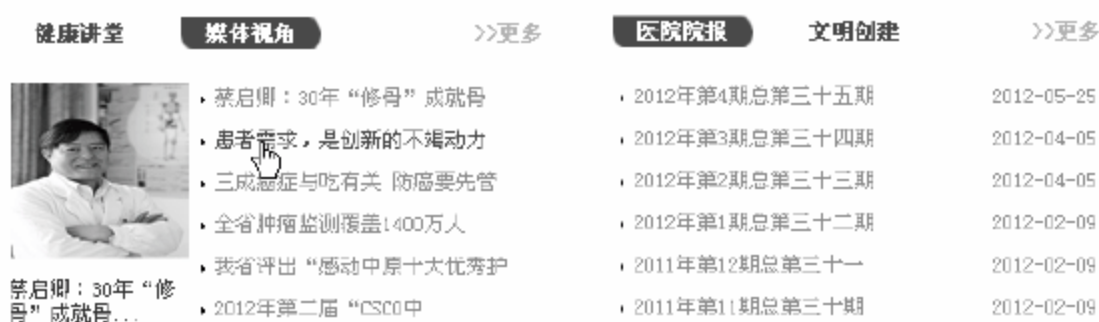 健康讲堂 媒体视角 >>更多
蔡启卿：30年“修骨”成就骨
患者需求，是创新的不竭动力
三成癌症与吃有关 防癌要先管
全省肿瘤监测覆盖1400万人
我省评出“感动中原十大优秀护
2012年第二届“CSCO中
蔡启卿：30年“修
骨”成就骨...
医院院报 文明创建 >>更多
2012年第4期总第三十五期 2012-05-25
2012年第3期总第三十四期 2012-04-05
2012年第2期总第三十三期 2012-04-05
2012年第1期总第三十二期 2012-02-09
2011年第12期总第三十一 2012-02-09
2011年第11期总第三十期 2012-02-09